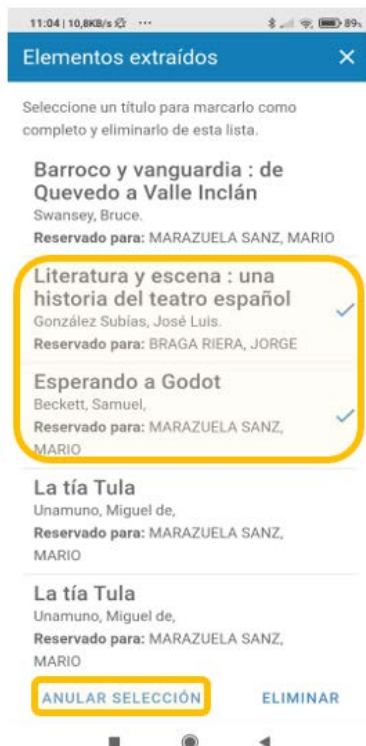 11:04 | 10,8KB/s ... 89%
Elementos extraídos
Seleccione un título para marcarlo como
completo y eliminarlo de esta lista.
Barroco y vanguardia : de
Quevedo a Valle Inclán
Swansey, Bruce.
Reservado para: MARAZUELA SANZ, MARIO
Literatura y escena : una
historia del teatro español
González Subías, José Luis.
Reservado para: BRAGA RIERA, JORGE
Esperando a Godot
Beckett, Samuel,
Reservado para: MARAZUELA SANZ,
MARIO
La tía Tula
Unamuno, Miguel de,
Reservado para: MARAZUELA SANZ,
MARIO
La tía Tula
Unamuno, Miguel de,
Reservado para: MARAZUELA SANZ,
MARIO
ANULAR SELECCIÓN ELIMINAR